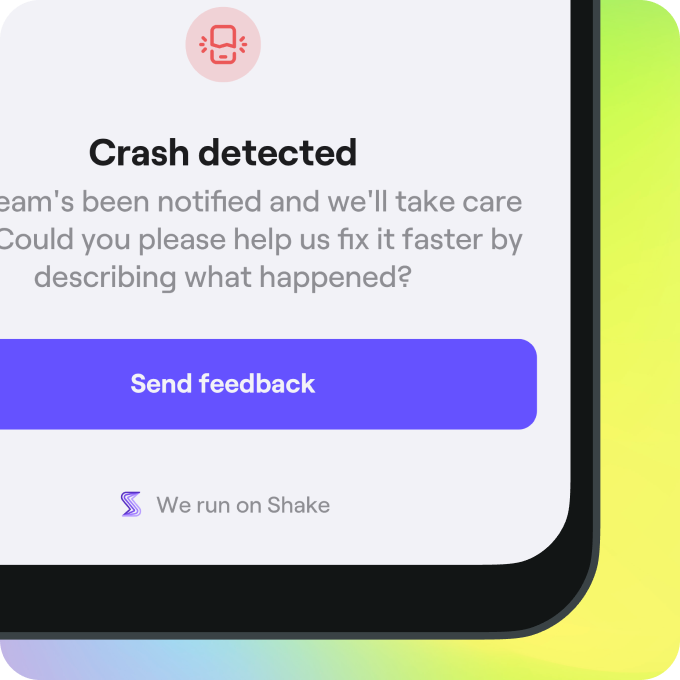 Crash detected
eam's been notified and we'll take care
Could you please help us fix it faster by
describing what happened?
Send feedback
We run on Shake